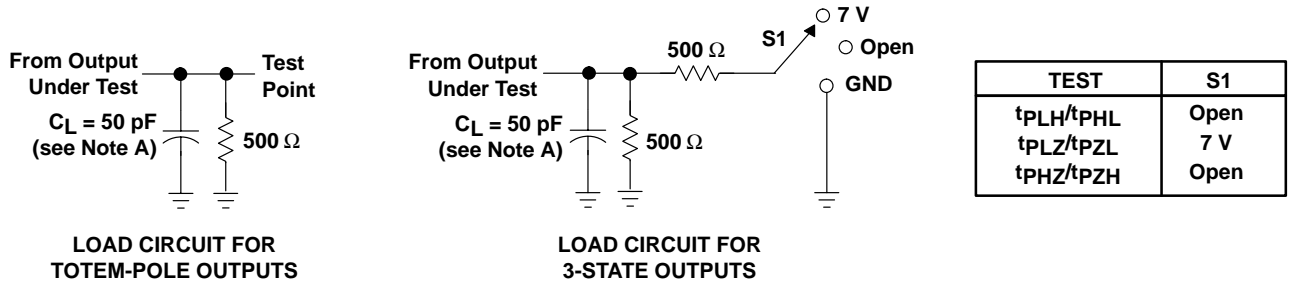 From Output
Under Test
Test
Point
CL = 50 pF
(see Note A)
500 Ω
LOAD CIRCUIT FOR
TOTEM-POLE OUTPUTS
From Output
Under Test
500 Ω
S1
7 V
Open
GND
CL = 50 pF
(see Note A)
500 Ω
LOAD CIRCUIT FOR
3-STATE OUTPUTS
TEST S1
tPLH/tPHL Open
tPLZ/tPZL 7 V
tPHZ/tPZH Open